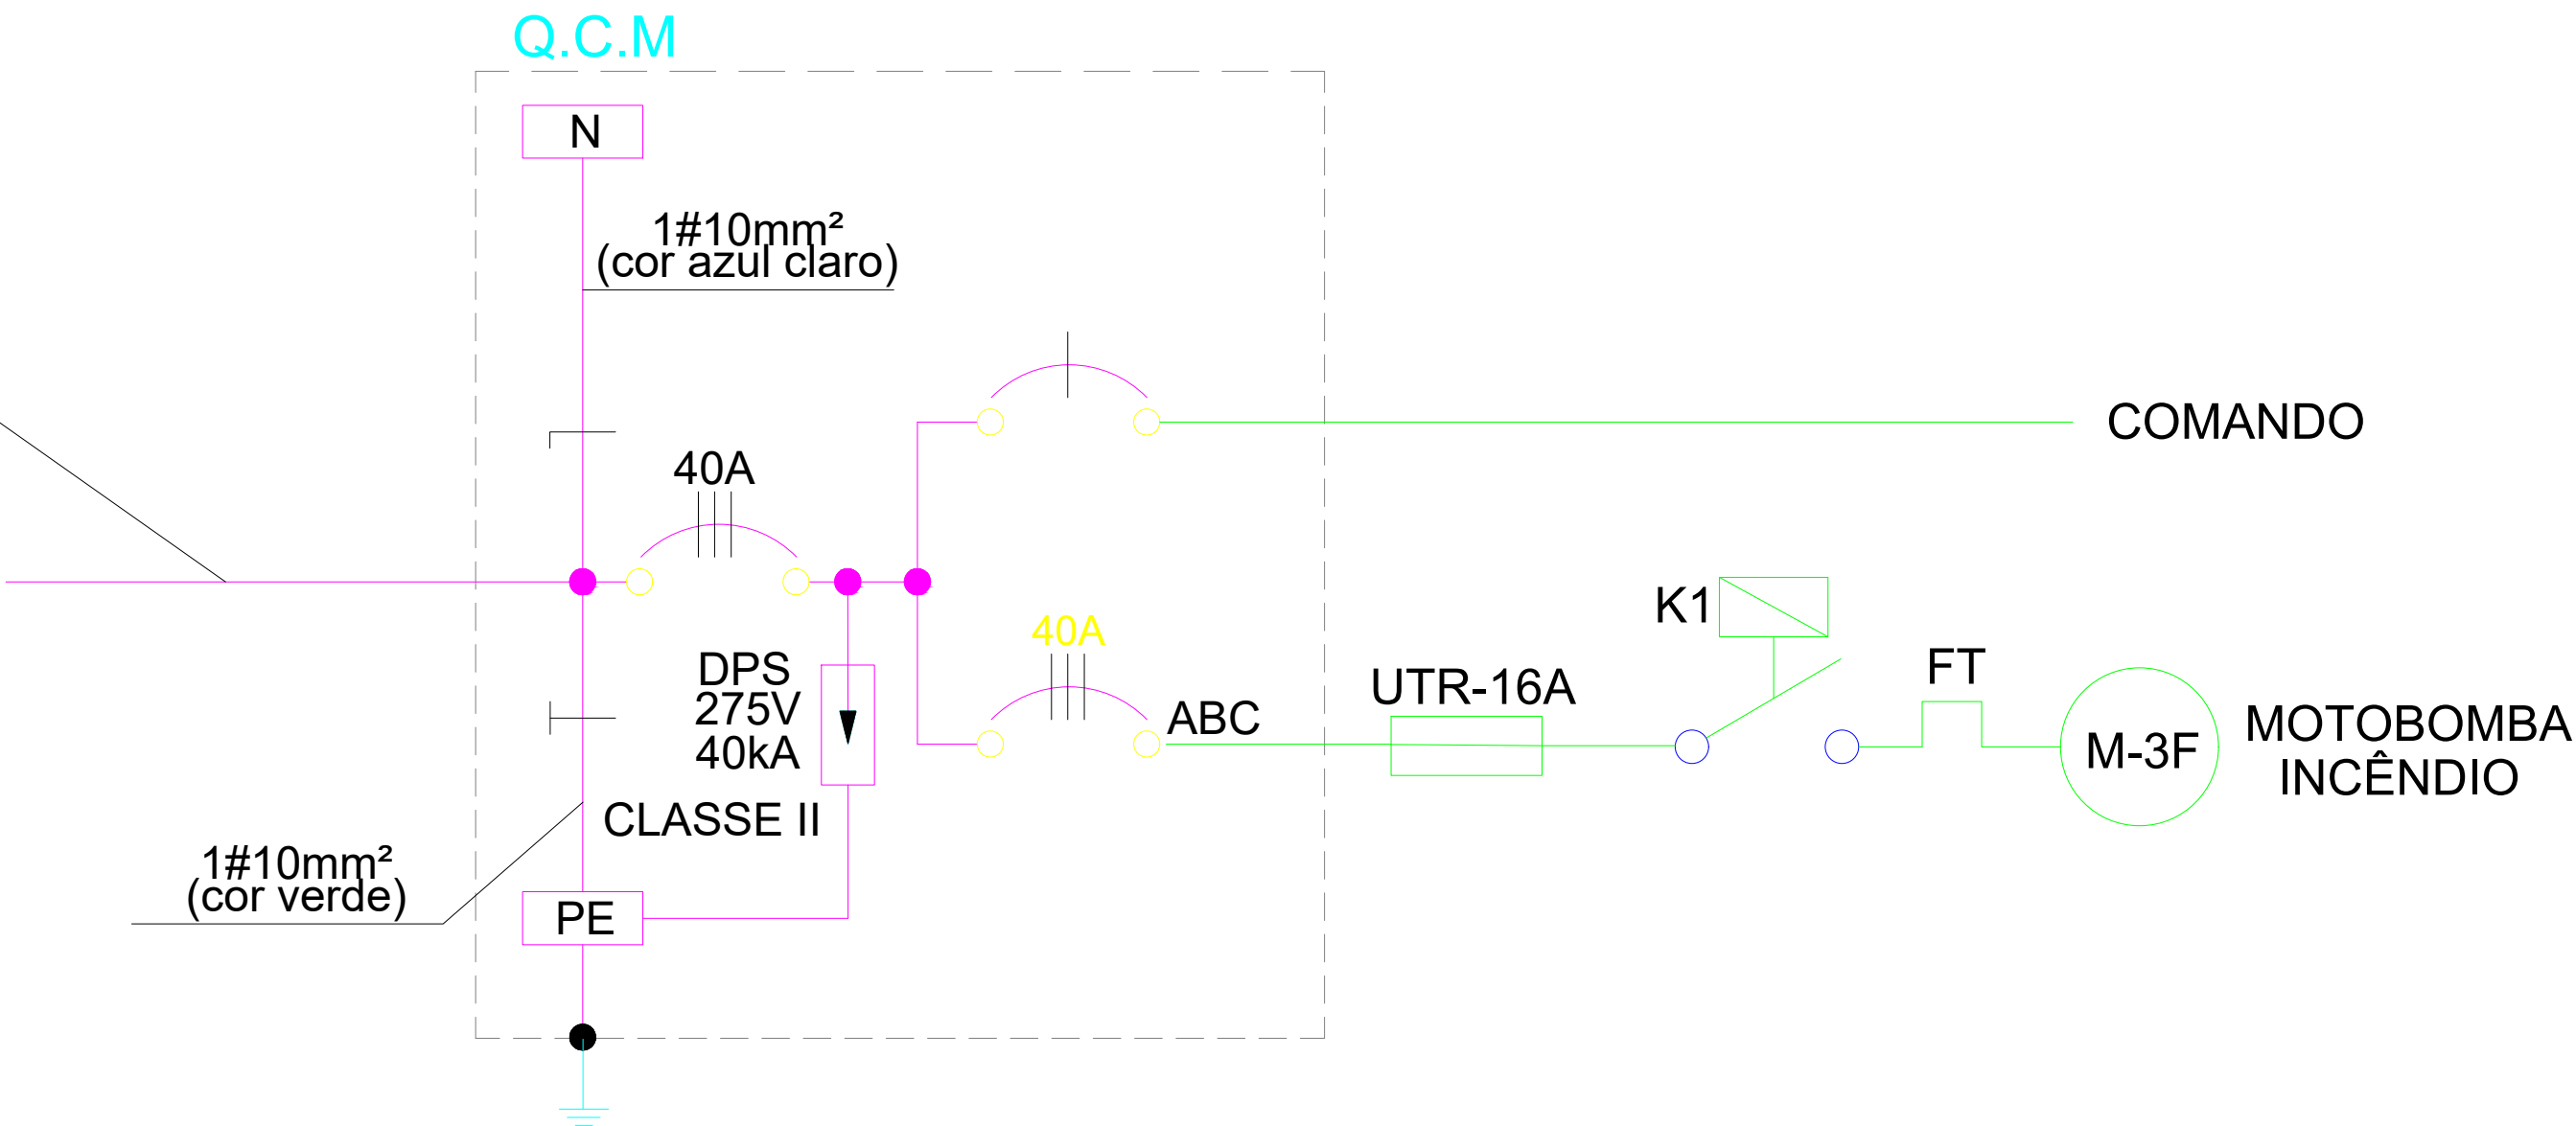 Q.C.M
N
1#10mm²
(cor azul claro)
COMANDO
40A
K1
40A
DPS
275V
40kA
CLASSE II
ABC
UTR-16A
FT
M-3F
MOTOBOMBA
INCÊNDIO
1#10mm²
(cor verde)
PE